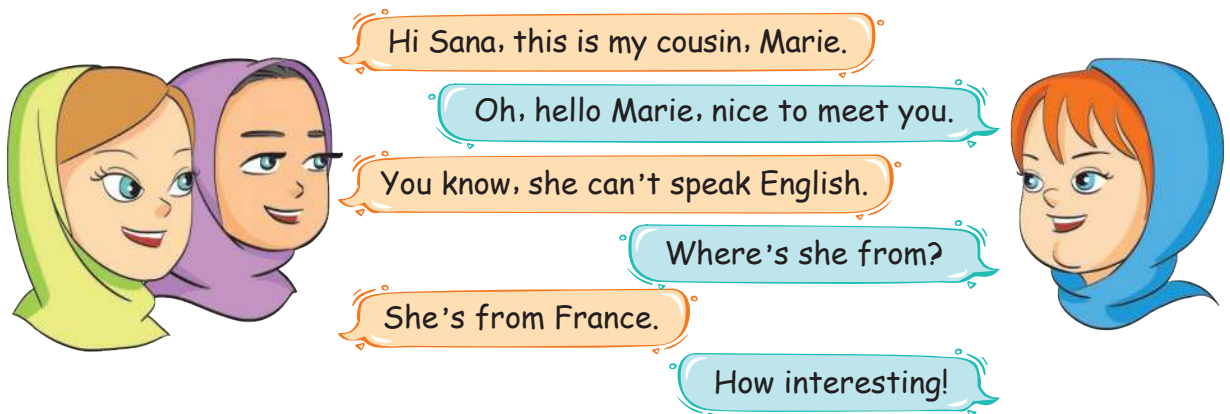 Hi Sana, this is my cousin, Marie.
Oh, hello Marie, nice to meet you.
You know, she can't speak English.
Where's she from?
She's from France.
How interesting!